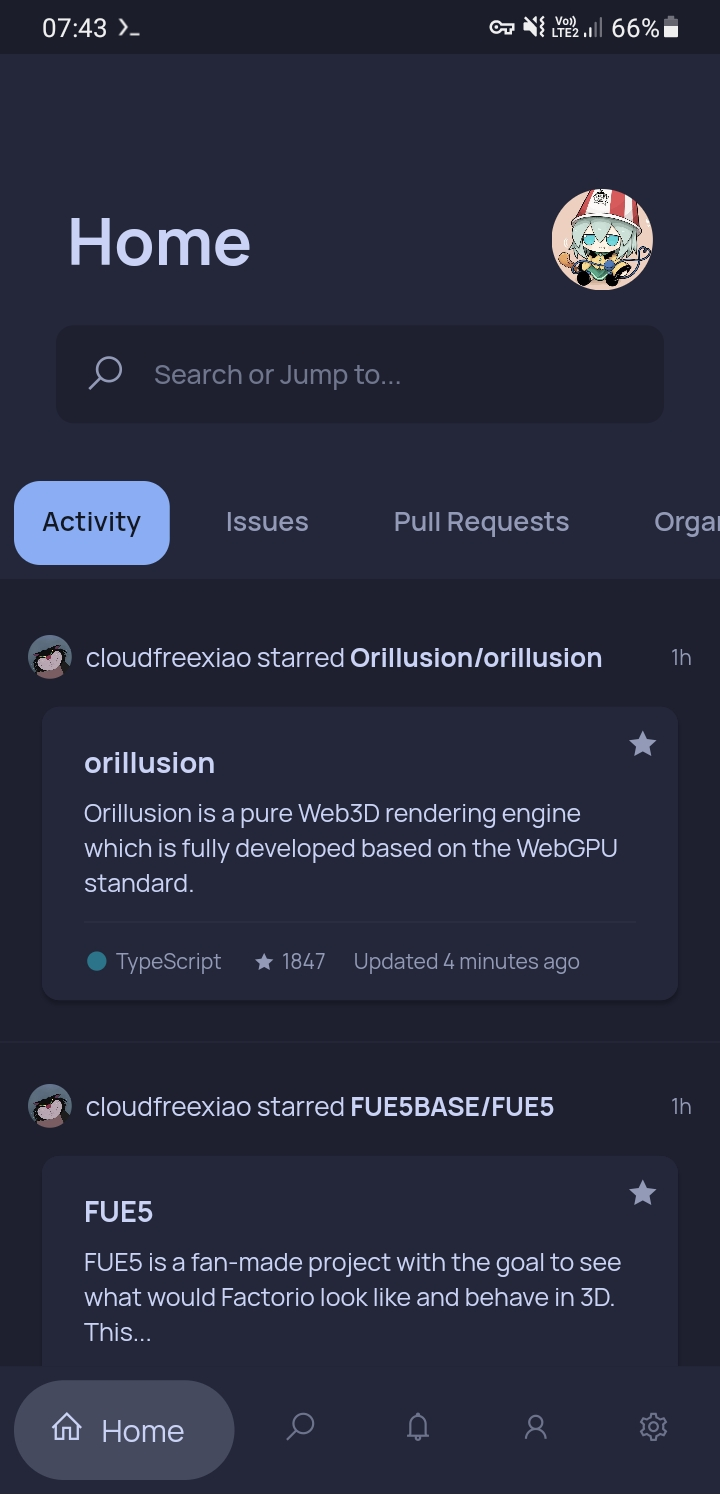 07:43
Vo))
LTE2
66%
Home
Search or Jump to...
Activity Issues Pull Requests Orga
cloudfreexiao starred Orillusion/orillusion 1h
orillusion
Orillusion is a pure Web3D rendering engine
which is fully developed based on the WebGPU
standard.
TypeScript 1847 Updated 4 minutes ago
cloudfreexiao starred FUE5BASE/FUE5 1h
FUE5
FUE5 is a fan-made project with the goal to see
what would Factorio look like and behave in 3D.
This...
Home